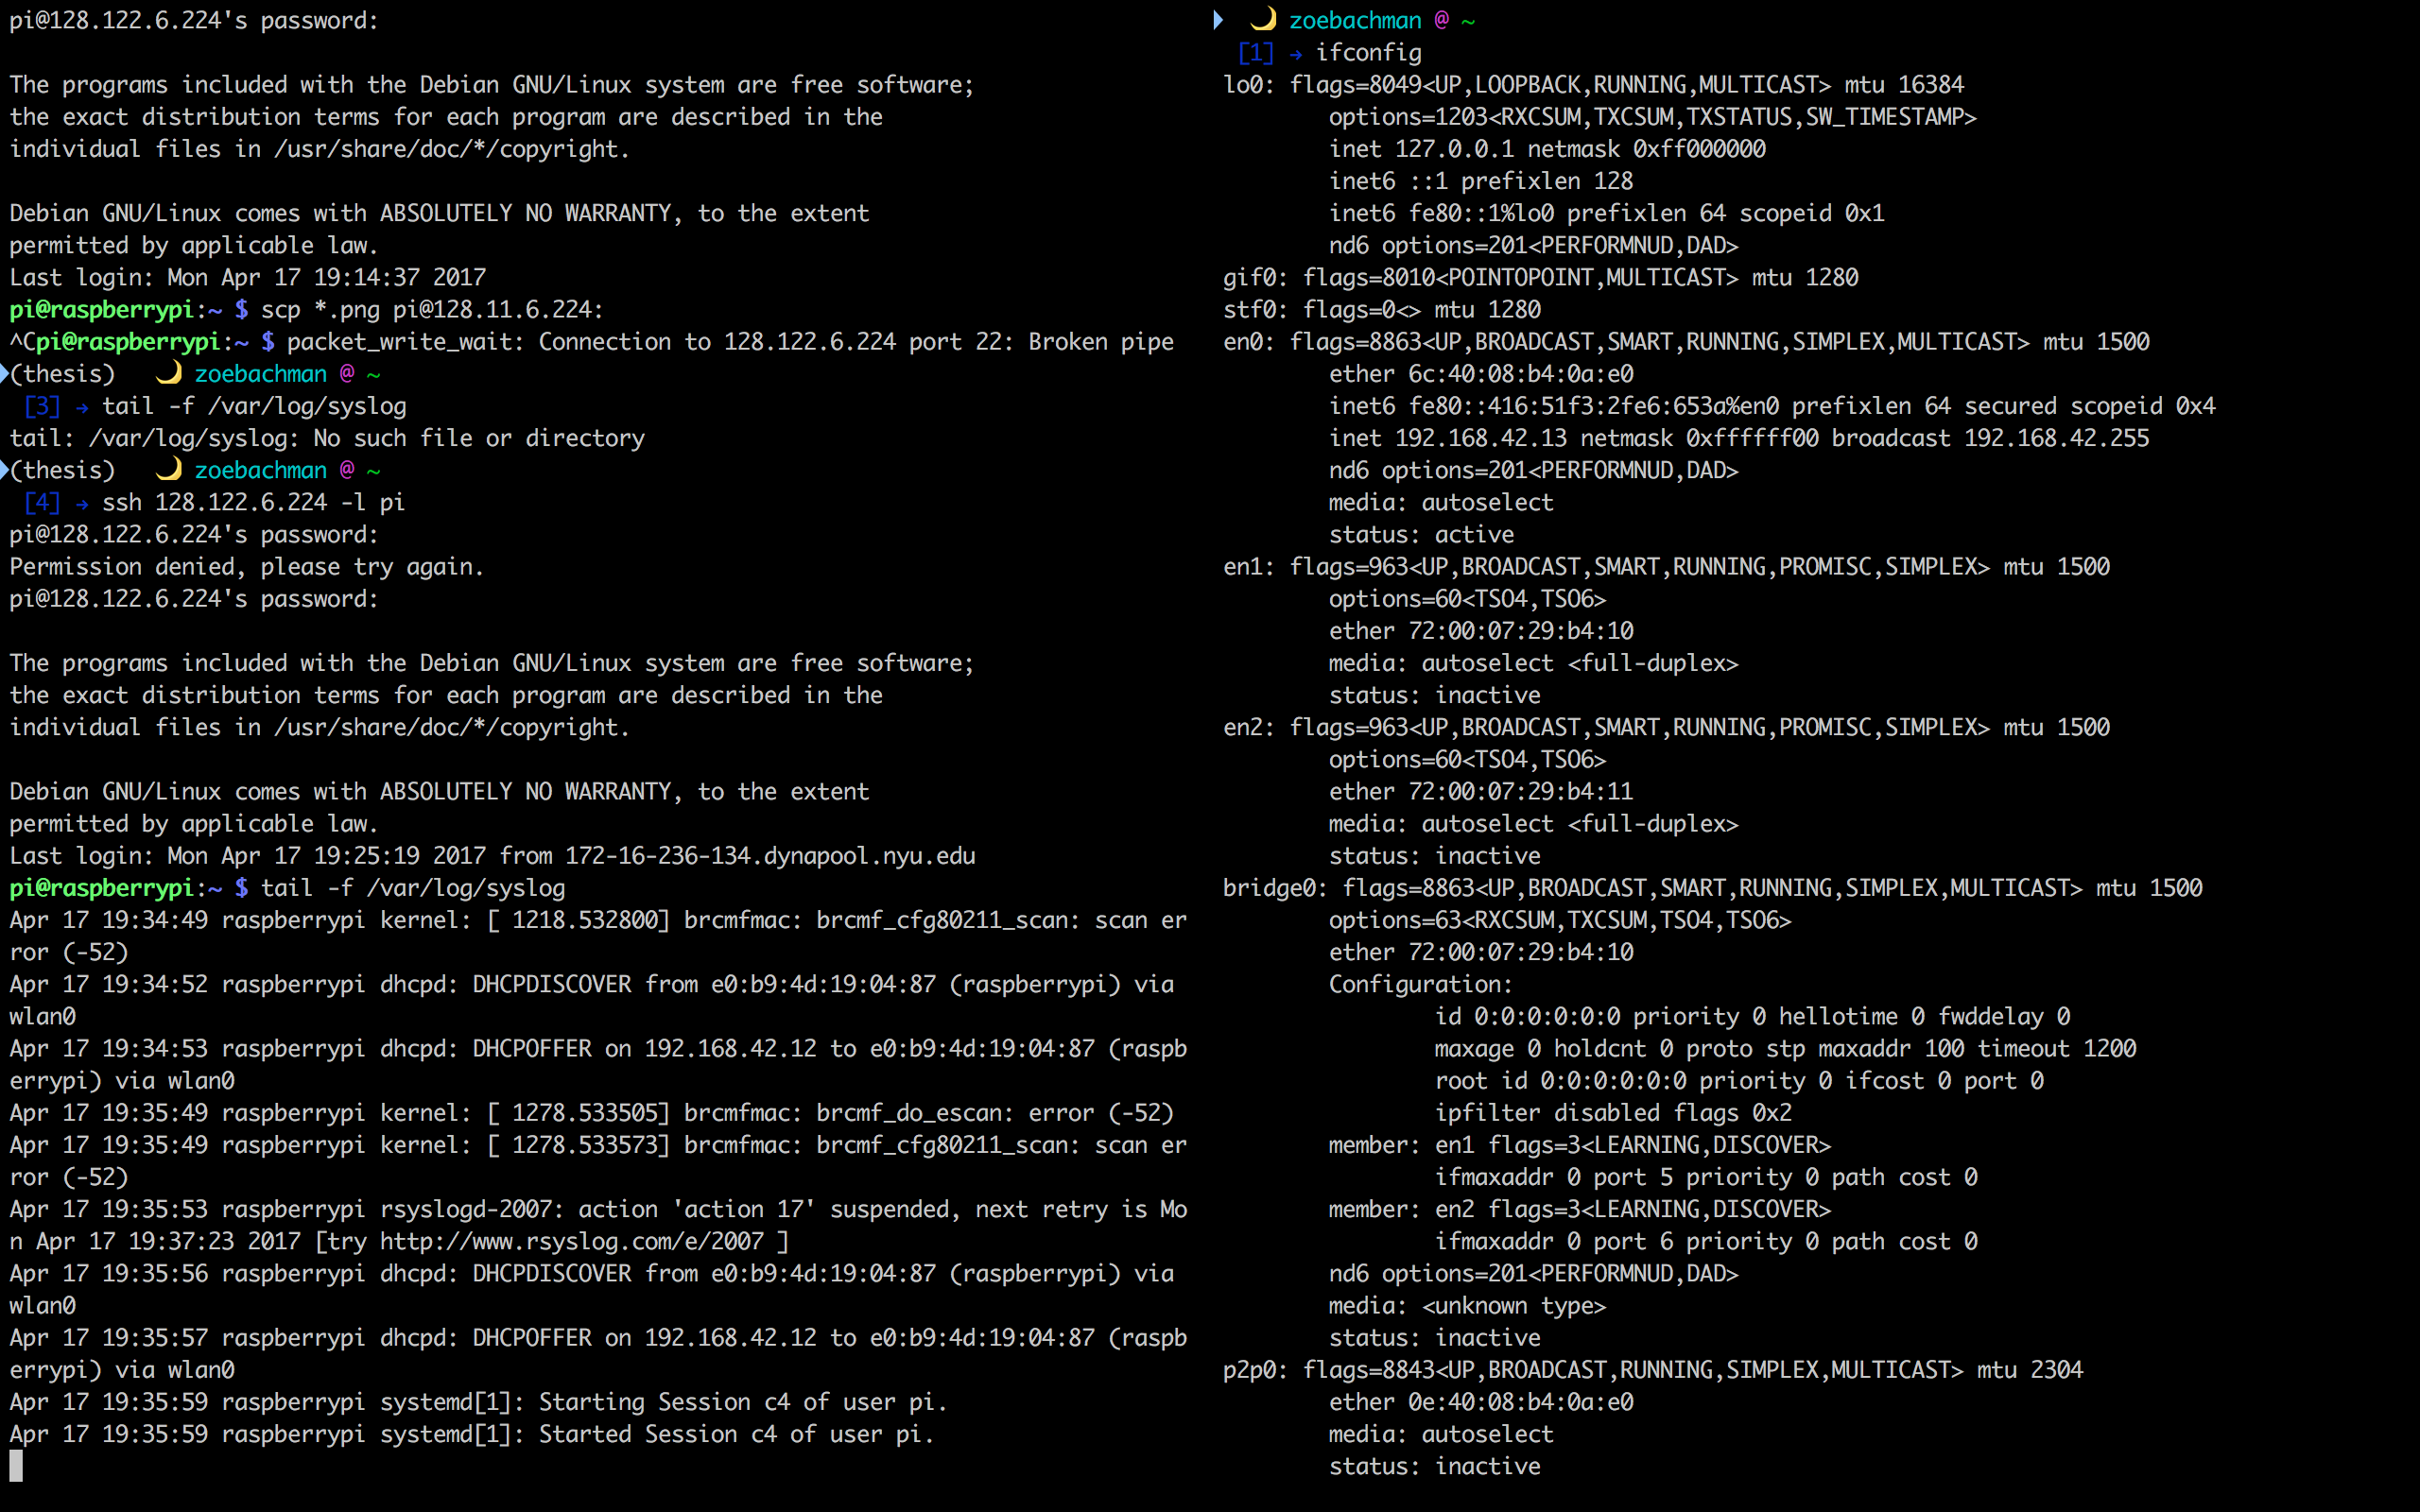 pi@128.122.6.224's password:

The programs included with the Debian GNU/Linux system are free software;
the exact distribution terms for each program are described in the
individual files in /usr/share/doc/*/copyright.

Debian GNU/Linux comes with ABSOLUTELY NO WARRANTY, to the extent
permitted by applicable law.
Last login: Mon Apr 17 19:14:37 2017
pi@raspberrypi:~ $ scp *.png pi@128.11.6.224:
^Cpi@raspberrypi:~ $ packet_write_wait: Connection to 128.122.6.224 port 22: Broken pipe
(thesis) 🌙 zoebachman @ ~
[3] → tail -f /var/log/syslog
tail: /var/log/syslog: No such file or directory
(thesis) 🌙 zoebachman @ ~
[4] → ssh 128.122.6.224 -l pi
pi@128.122.6.224's password:
Permission denied, please try again.
pi@128.122.6.224's password:

The programs included with the Debian GNU/Linux system are free software;
the exact distribution terms for each program are described in the
individual files in /usr/share/doc/*/copyright.

Debian GNU/Linux comes with ABSOLUTELY NO WARRANTY, to the extent
permitted by applicable law.
Last login: Mon Apr 17 19:25:19 2017 from 172-16-236-134.dynapool.nyu.edu
pi@raspberrypi:~ $ tail -f /var/log/syslog
Apr 17 19:34:49 raspberrypi kernel: [ 1218.532800] brcmfmac: brcmf_cfg80211_scan: scan er
ror (-52)
Apr 17 19:34:52 raspberrypi dhcpd: DHCPDISCOVER from e0:b9:4d:19:04:87 (raspberrypi) via
wlan0
Apr 17 19:34:53 raspberrypi dhcpd: DHCPOFFER on 192.168.42.12 to e0:b9:4d:19:04:87 (raspb
errypi) via wlan0
Apr 17 19:35:49 raspberrypi kernel: [ 1278.533505] brcmfmac: brcmf_do_escan: error (-52)
Apr 17 19:35:49 raspberrypi kernel: [ 1278.533573] brcmfmac: brcmf_cfg80211_scan: scan er
ror (-52)
Apr 17 19:35:53 raspberrypi rsyslogd-2007: action 'action 17' suspended, next retry is Mo
n Apr 17 19:37:23 2017 [try http://www.rsyslog.com/e/2007 ]
Apr 17 19:35:56 raspberrypi dhcpd: DHCPDISCOVER from e0:b9:4d:19:04:87 (raspberrypi) via
wlan0
Apr 17 19:35:57 raspberrypi dhcpd: DHCPOFFER on 192.168.42.12 to e0:b9:4d:19:04:87 (raspb
errypi) via wlan0
Apr 17 19:35:59 raspberrypi systemd[1]: Starting Session c4 of user pi.
Apr 17 19:35:59 raspberrypi systemd[1]: Started Session c4 of user pi.
🌙 zoebachman @ ~
[1] → ifconfig
lo0: flags=8049<UP,LOOPBACK,RUNNING,MULTICAST> mtu 16384
options=1203<RXCSUM,TXCSUM,TXSTATUS,SW_TIMESTAMP>
inet 127.0.0.1 netmask 0xff000000
inet6 ::1 prefixlen 128
inet6 fe80::1%lo0 prefixlen 64 scopeid 0x1
nd6 options=201<PERFORMNUD,DAD>
gif0: flags=8010<POINTOPOINT,MULTICAST> mtu 1280
stf0: flags=0<> mtu 1280
en0: flags=8863<UP,BROADCAST,SMART,RUNNING,SIMPLEX,MULTICAST> mtu 1500
ether 6c:40:08:b4:0a:e0
inet6 fe80::416:51f3:2fe6:653a%en0 prefixlen 64 secured scopeid 0x4
inet 192.168.42.13 netmask 0xffffff00 broadcast 192.168.42.255
nd6 options=201<PERFORMNUD,DAD>
media: autoselect
status: active
en1: flags=963<UP,BROADCAST,SMART,RUNNING,PROMISC,SIMPLEX> mtu 1500
options=60<TSO4,TSO6>
ether 72:00:07:29:b4:10
media: autoselect <full-duplex>
status: inactive
en2: flags=963<UP,BROADCAST,SMART,RUNNING,PROMISC,SIMPLEX> mtu 1500
options=60<TSO4,TSO6>
ether 72:00:07:29:b4:11
media: autoselect <full-duplex>
status: inactive
bridge0: flags=8863<UP,BROADCAST,SMART,RUNNING,SIMPLEX,MULTICAST> mtu 1500
options=63<RXCSUM,TXCSUM,TSO4,TSO6>
ether 72:00:07:29:b4:10
Configuration:
id 0:0:0:0:0:0 priority 0 hellotime 0 fwddelay 0
maxage 0 holdcnt 0 proto stp maxaddr 100 timeout 1200
root id 0:0:0:0:0:0 priority 0 ifcost 0 port 0
ipfilter disabled flags 0x2
member: en1 flags=3<LEARNING,DISCOVER>
ifmaxaddr 0 port 5 priority 0 path cost 0
member: en2 flags=3<LEARNING,DISCOVER>
ifmaxaddr 0 port 6 priority 0 path cost 0
nd6 options=201<PERFORMNUD,DAD>
media: <unknown type>
status: inactive
p2p0: flags=8843<UP,BROADCAST,RUNNING,SIMPLEX,MULTICAST> mtu 2304
ether 0e:40:08:b4:0a:e0
media: autoselect
status: inactive